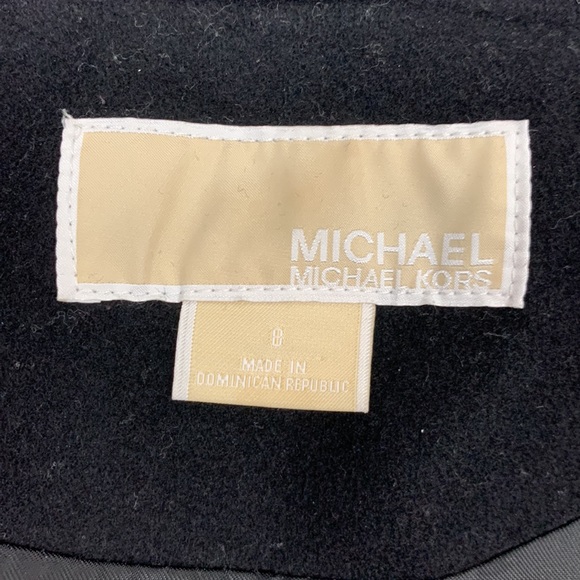 MICHAEL
MICHAEL KORS
8
MADE IN
DOMINICAN REPUBLIC